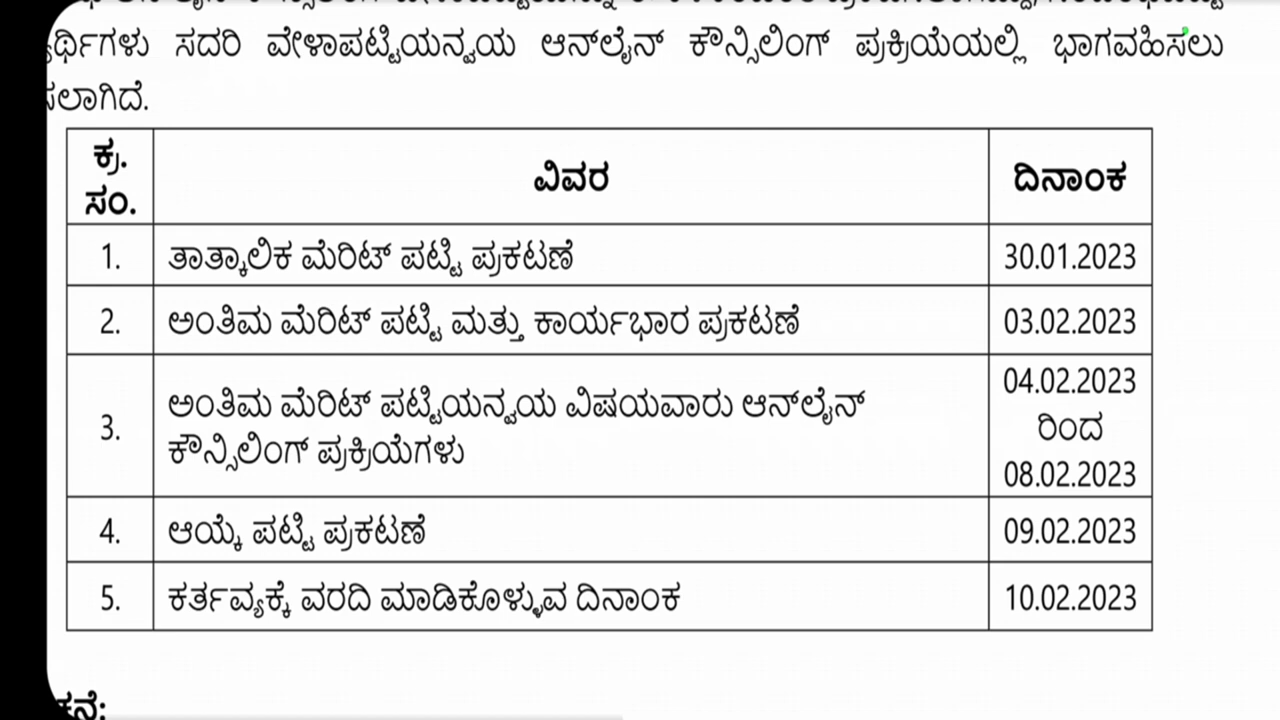 ಸದರಿ ವೇಳಾಪಟ್ಟಿಯನ್ವಯ ಆನ್‌ಲೈನ್ ಕೌನ್ಸಿಲಿಂಗ್ ಪ್ರಕ್ರಿಯೆಯಲ್ಲಿ ಭಾಗವಹಿಸಲು
ಕ್ರ. ಸಂ. ವಿವರ ದಿನಾಂಕ
1. ತಾತ್ಕಾಲಿಕ ಮೆರಿಟ್ ಪಟ್ಟಿ ಪ್ರಕಟಣೆ 30.01.2023
2. ಅಂತಿಮ ಮೆರಿಟ್ ಪಟ್ಟಿ ಮತ್ತು ಕಾರ್ಯಭಾರ ಪ್ರಕಟಣೆ 03.02.2023
3. ಅಂತಿಮ ಮೆರಿಟ್ ಪಟ್ಟಿಯನ್ವಯ ವಿಷಯವಾರು ಆನ್‌ಲೈನ್
ಕೌನ್ಸಿಲಿಂಗ್ ಪ್ರಕ್ರಿಯೆಗಳು
04.02.2023
ರಿಂದ
08.02.2023
4. ಆಯ್ಕೆ ಪಟ್ಟಿ ಪ್ರಕಟಣೆ 09.02.2023
5. ಕರ್ತವ್ಯಕ್ಕೆ ವರದಿ ಮಾಡಿಕೊಳ್ಳುವ ದಿನಾಂಕ 10.02.2023